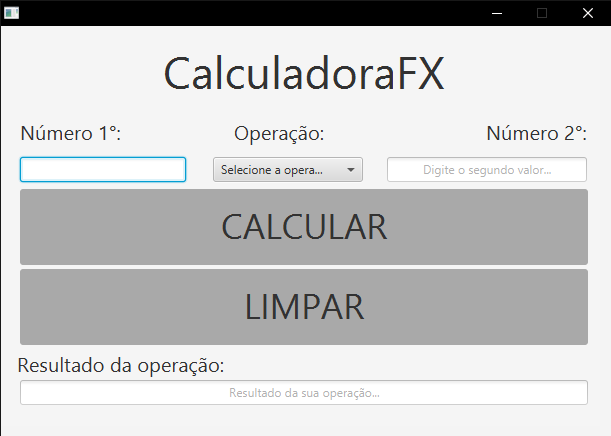 CalculadoraFX
Número 1°: Operação: Número 2°:
Selecione a opera... Digite o segundo valor...
CALCULAR
LIMPAR
Resultado da operação:
Resultado da sua operação...